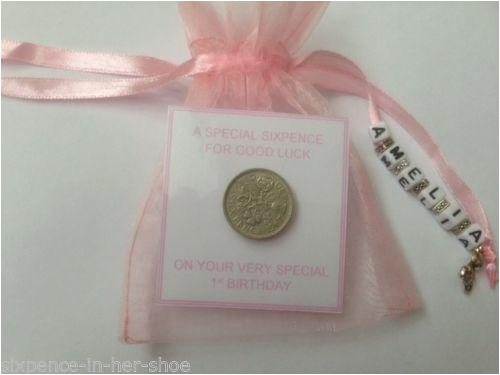 A SPECIAL SIXPENCE
FOR GOOD LUCK
ON YOUR VERY SPECIAL
1st BIRTHDAY
AMELIA
sixpence-in-her-shoe